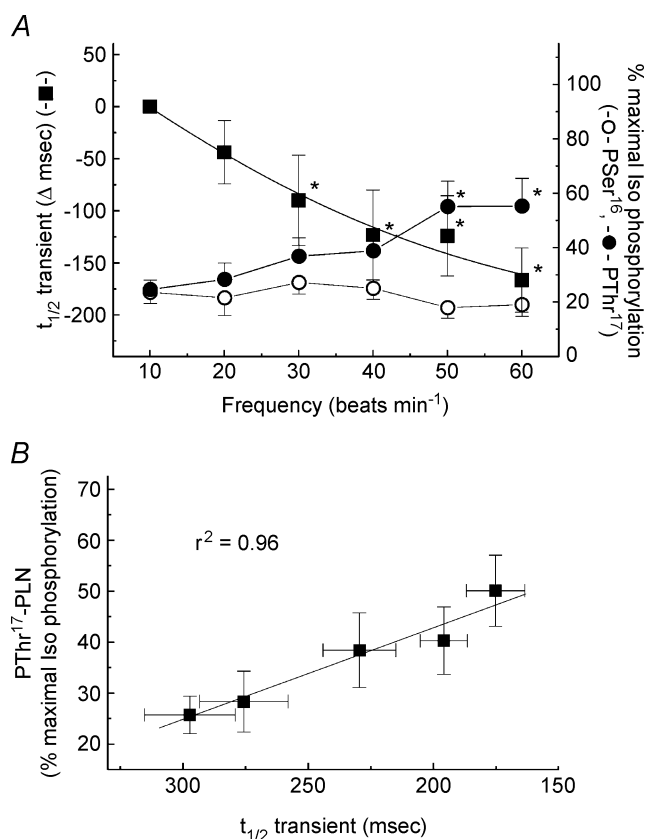 A
50
0
-50
-100
-150
-200
t1/2 transient (Δ msec) (-■-)
100
80
60
40
20
0
% maximal Iso phosphorylation
(-O- PSer16, -●- PThr17)
*
*
*
*
*
*
10 20 30 40 50 60
Frequency (beats min-1)
B
70
60
50
40
30
20
PThr17-PLN
(% maximal Iso phosphorylation)
r2 = 0.96
300 250 200 150
t1/2 transient (msec)